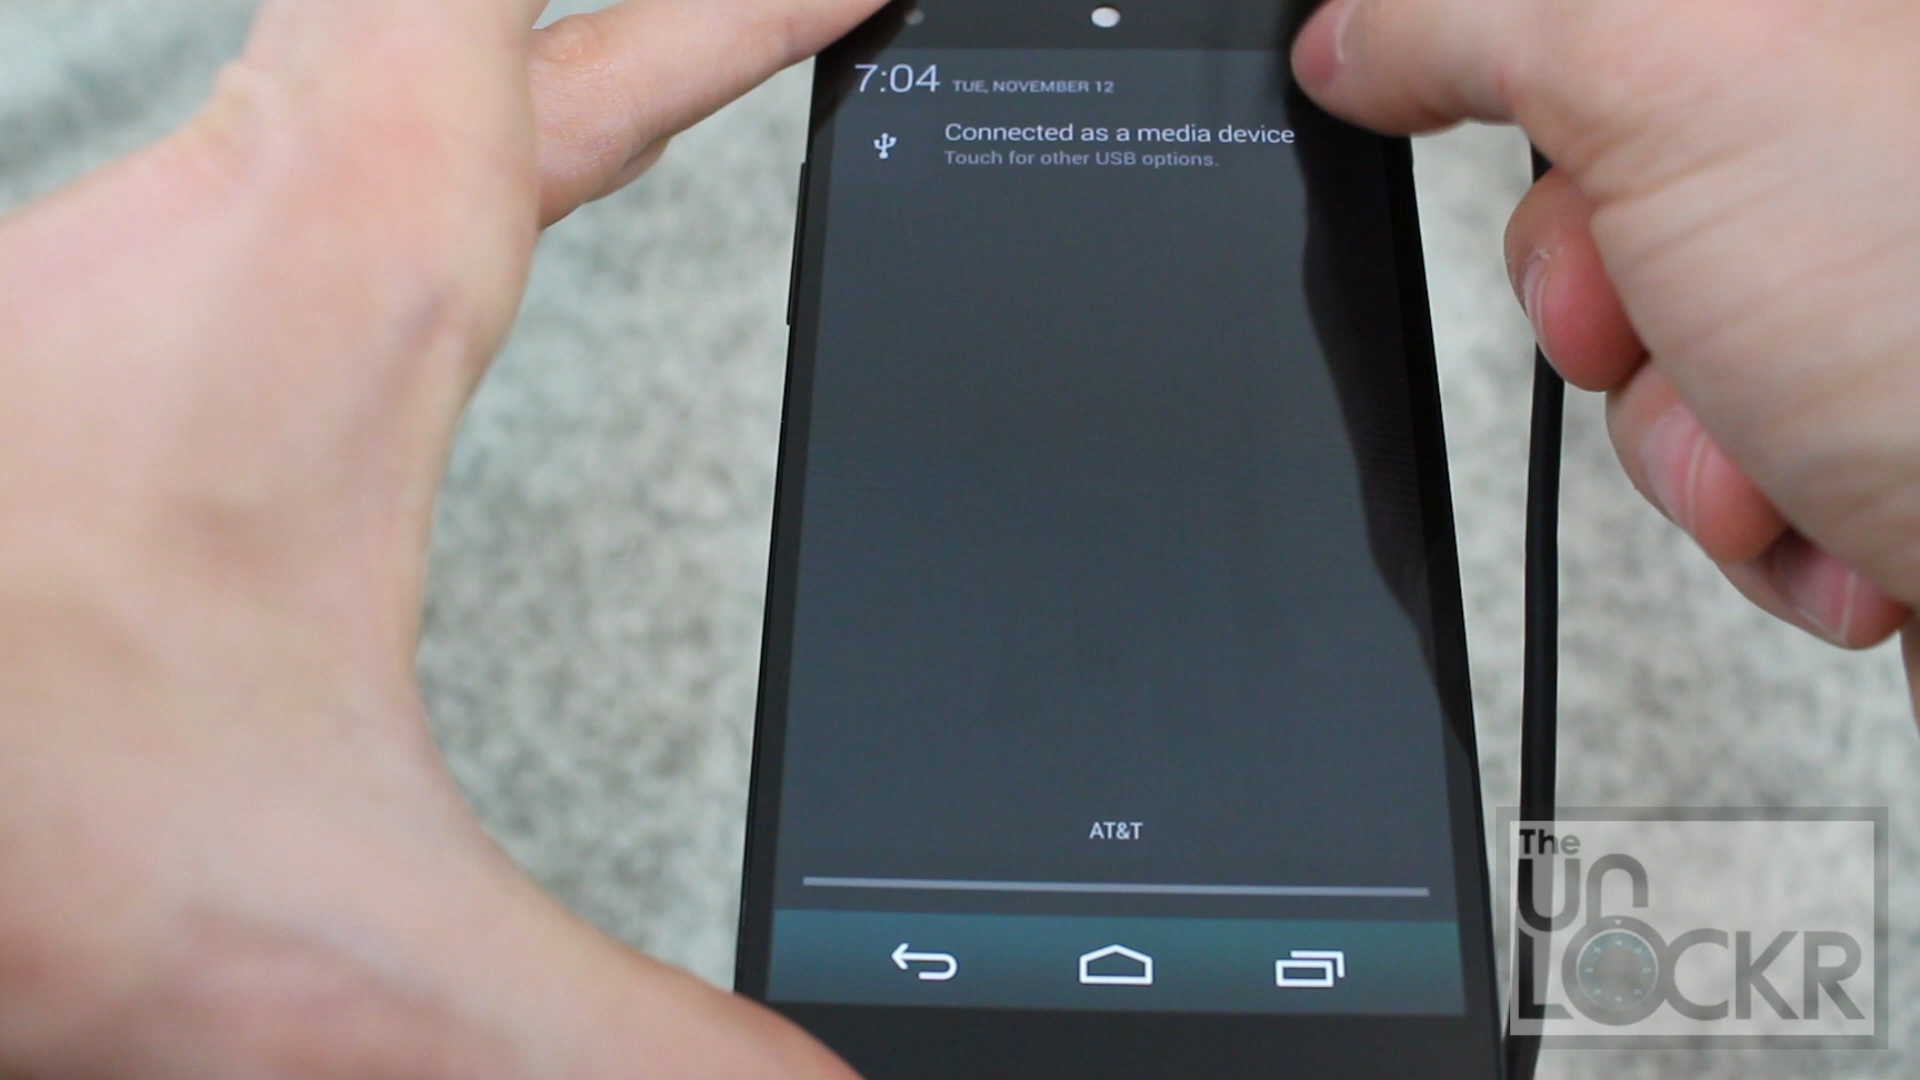 7:04 TUE, NOVEMBER 12
Connected as a media device
Touch for other USB options.
AT&T
The
UN
LOCKR